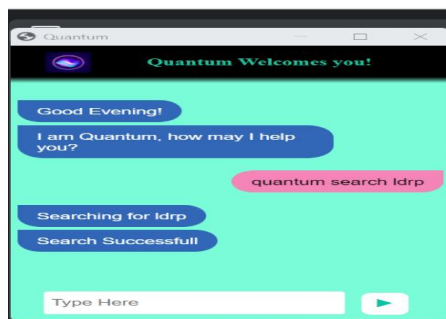 Quantum
Quantum Welcomes you!
Good Evening!
I am Quantum, how may I help
you?
quantum search ldrp
Searching for ldrp
Search Successfull
Type Here